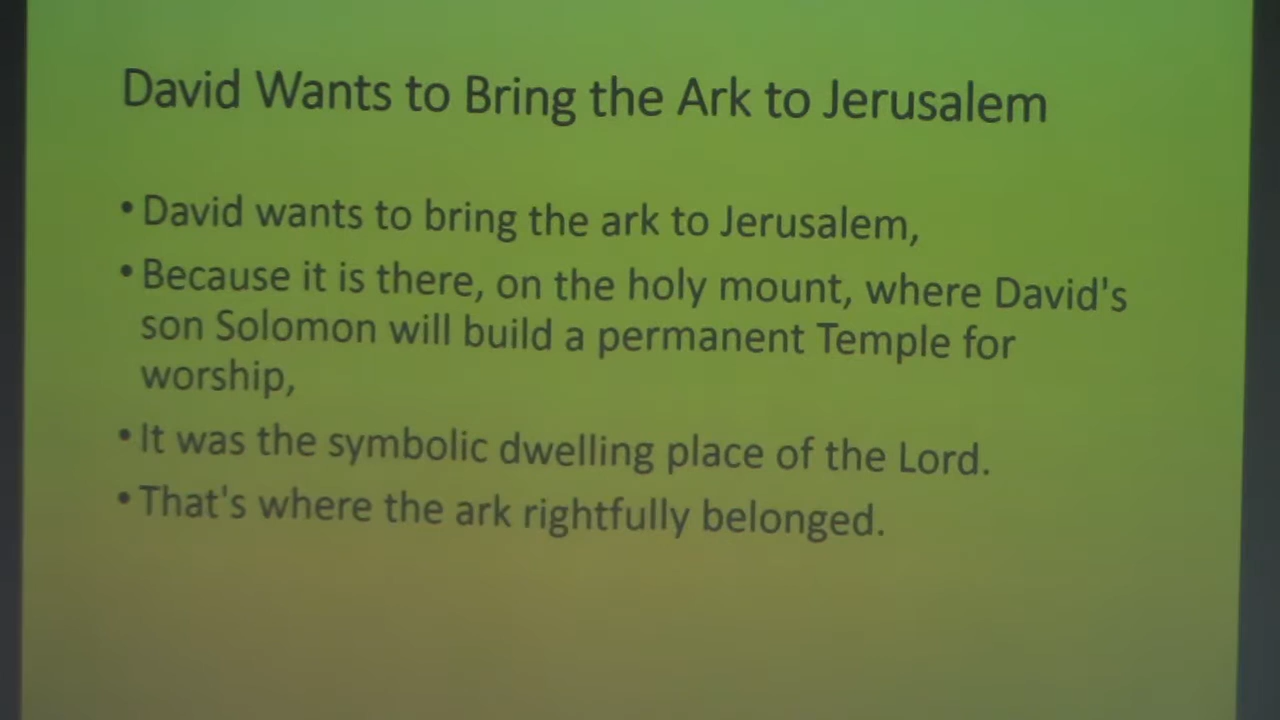 David Wants to Bring the Ark to Jerusalem
•David wants to bring the ark to Jerusalem,
•Because it is there, on the holy mount, where David's
son Solomon will build a permanent Temple for
worship,
•It was the symbolic dwelling place of the Lord.
•That's where the ark rightfully belonged.